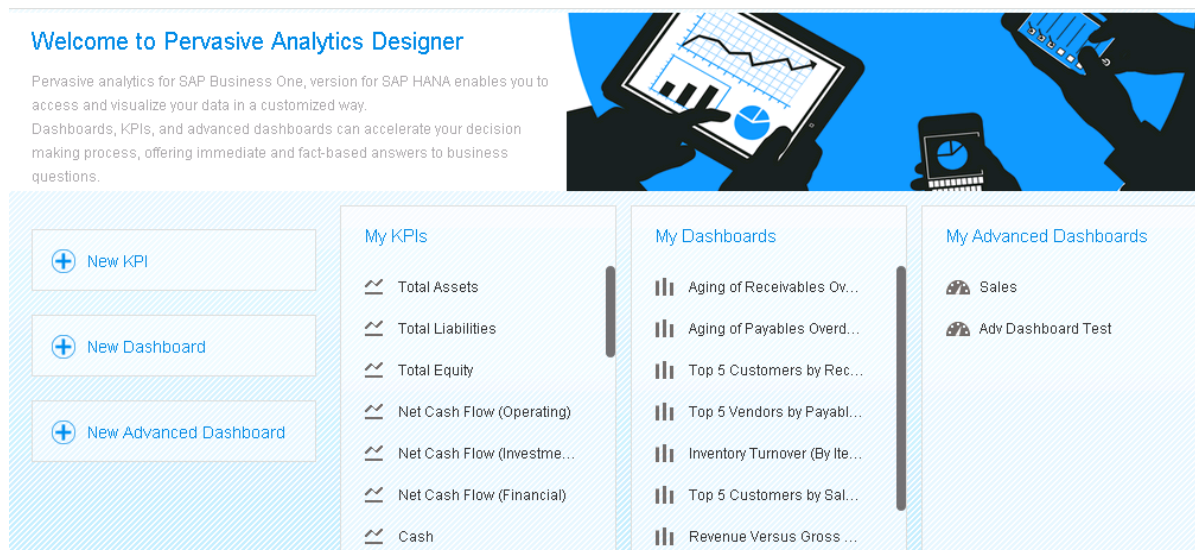 Welcome to Pervasive Analytics Designer
Pervasive analytics for SAP Business One, version for SAP HANA enables you to
access and visualize your data in a customized way.
Dashboards, KPIs, and advanced dashboards can accelerate your decision
making process, offering immediate and fact-based answers to business
questions.
New KPI
New Dashboard
New Advanced Dashboard
My KPIs
Total Assets
Total Liabilities
Total Equity
Net Cash Flow (Operating)
Net Cash Flow (Investme...
Net Cash Flow (Financial)
Cash
My Dashboards
Aging of Receivables Ov...
Aging of Payables Overd...
Top 5 Customers by Rec...
Top 5 Vendors by Payabl...
Inventory Turnover (By Ite...
Top 5 Customers by Sal...
Revenue Versus Gross ...
My Advanced Dashboards
Sales
Adv Dashboard Test